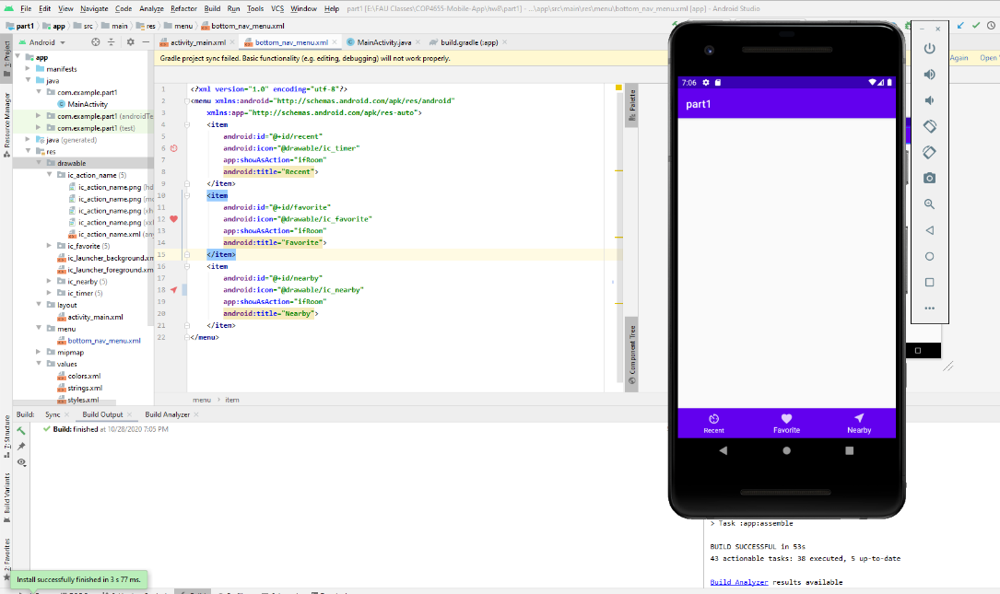 File Edit View Navigate Code Analyze Refactor Build Run Tools VCS Window Help part1 [E:\FAU Classes\COP4655-Mobile-App\hw8\part1] - ...\app\src\main\res\menu\bottom_nav_menu.xml [app] - Android Studio
part1 app src main res menu bottom_nav_menu.xml
Android
activity_main.xml bottom_nav_menu.xml MainActivity.java build.gradle (:app)
Gradle project sync failed. Basic functionality (e.g. editing, debugging) will not work properly.
Again
1: Project
Resource Manager
Z: Structure
Build Variants
2: Favorites
app
manifests
java
com.example.part1
MainActivity
com.example.part1 (androidTe
com.example.part1 (test)
java (generated)
res
drawable
ic_action_name (5)
ic_action_name.png (hd
ic_action_name.png (m
ic_action_name.png (xh
ic_action_name.png (xx
ic_action_name.xml (an
ic_favorite (5)
ic_launcher_background.xm
ic_launcher_foreground.xm
ic_nearby (5)
ic_timer (5)
layout
activity_main.xml
menu
bottom_nav_menu.xml
mipmap
values
colors.xml
strings.xml
styles.xml
1 <?xml version="1.0" encoding="utf-8"?>
2 <menu xmlns:android="http://schemas.android.com/apk/res/android"
3 xmlns:app="http://schemas.android.com/apk/res-auto">
4 <item
5 android:id="@+id/recent"
6 android:icon="@drawable/ic_timer"
7 app:showAsAction="ifRoom"
8 android:title="Recent">
9 </item>
10 <item
11 android:id="@+id/favorite"
12 android:icon="@drawable/ic_favorite"
13 app:showAsAction="ifRoom"
14 android:title="Favorite">
15 </item>
16 <item
17 android:id="@+id/nearby"
18 android:icon="@drawable/ic_nearby"
19 app:showAsAction="ifRoom"
20 android:title="Nearby">
21 </item>
22 </menu>
menu item
Palette
Component Tree
7:06
part1
Recent Favorite Nearby
Build: Sync Build Output Build Analyzer
Build: finished at 10/28/2020 7:05 PM
> Task :app:assemble
BUILD SUCCESSFUL in 53s
43 actionable tasks: 38 executed, 5 up-to-date
Build Analyzer results available
Install successfully finished in 3 s 77 ms.